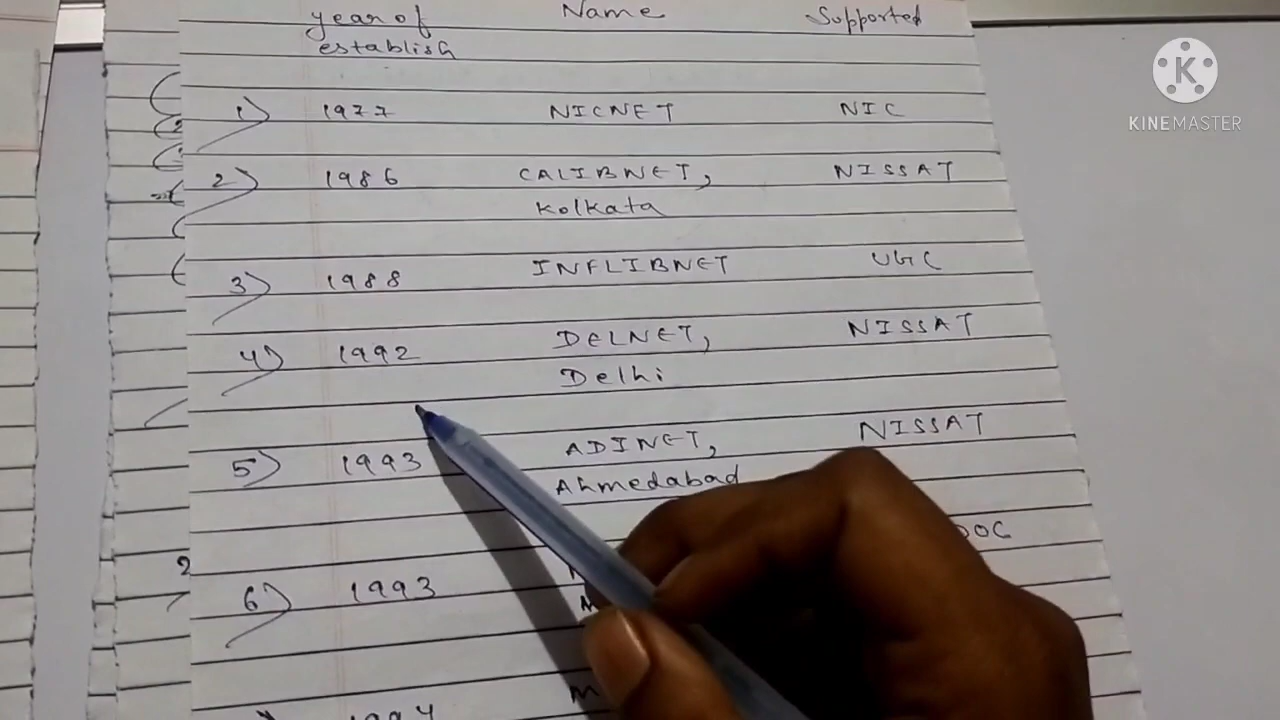 year of Name Supported
establish
1) 1977 NICNET NIC
2) 1986 CALIBNET, NISSAT
Kolkata
3) 1988 INFLIBNET UGC
4) 1992 DELNET, NISSAT
Delhi
5) 1993 ADINET, NISSAT
Ahmedabad
6) 1993
1994
K
KINEMASTER